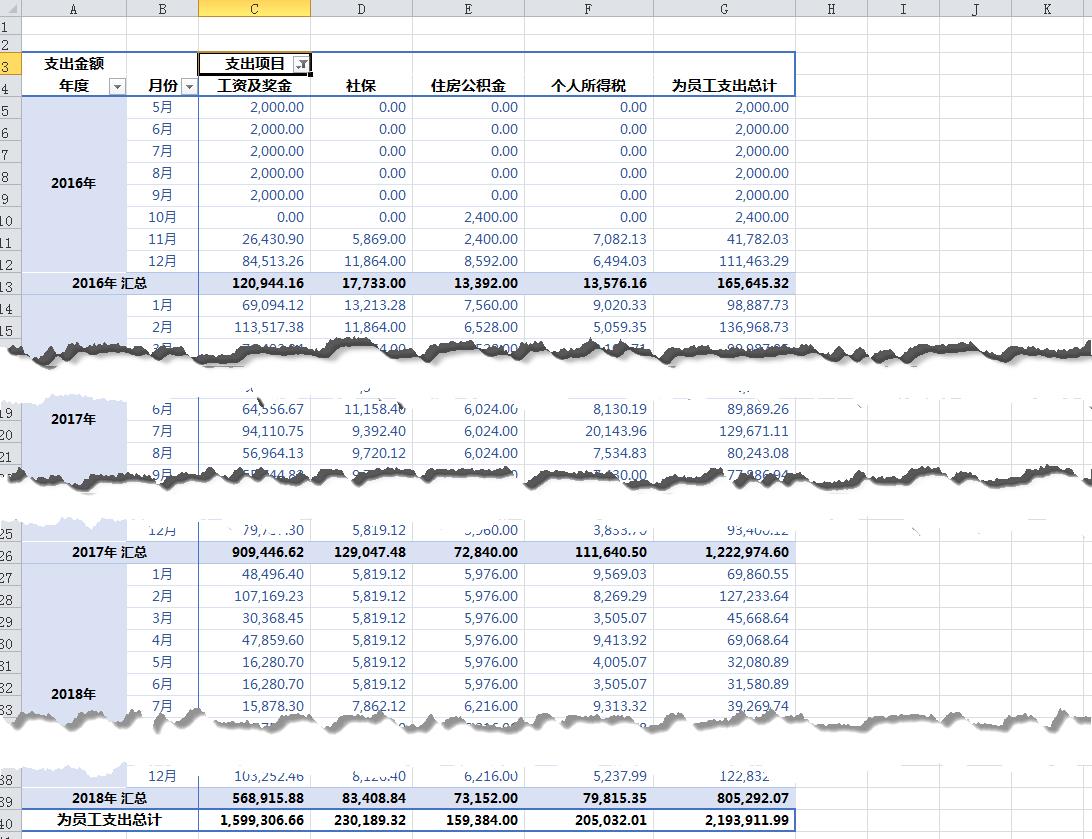 A B C D E F G H I J K
1
2
3 支出金额 支出项目
4 年度 月份 工资及奖金 社保 住房公积金 个人所得税 为员工支出总计
5 5月 2,000.00 0.00 0.00 0.00 2,000.00
6 6月 2,000.00 0.00 0.00 0.00 2,000.00
7 7月 2,000.00 0.00 0.00 0.00 2,000.00
8 2016年 8月 2,000.00 0.00 0.00 0.00 2,000.00
9 9月 2,000.00 0.00 0.00 0.00 2,000.00
10 10月 0.00 0.00 2,400.00 0.00 2,400.00
11 11月 26,430.90 5,869.00 2,400.00 7,082.13 41,782.03
12 12月 84,513.26 11,864.00 8,592.00 6,494.03 111,463.29
13 2016年 汇总 120,944.16 17,733.00 13,392.00 13,576.16 165,645.32
14 1月 69,094.12 13,213.28 7,560.00 9,020.33 98,887.73
15 2月 113,517.38 11,864.00 6,528.00 5,059.35 136,968.73
19 2017年 6月 64,556.67 11,158.40 6,024.00 8,130.19 89,869.26
20 7月 94,110.75 9,392.40 6,024.00 20,143.96 129,671.11
21 8月 56,964.13 9,720.12 6,024.00 7,534.83 80,243.08
9月
25 12月 5,819.12
26 2017年 汇总 909,446.62 129,047.48 72,840.00 111,640.50 1,222,974.60
27 1月 48,496.40 5,819.12 5,976.00 9,569.03 69,860.55
28 2月 107,169.23 5,819.12 5,976.00 8,269.29 127,233.64
29 3月 30,368.45 5,819.12 5,976.00 3,505.07 45,668.64
30 4月 47,859.60 5,819.12 5,976.00 9,413.92 69,068.64
31 5月 16,280.70 5,819.12 5,976.00 4,005.07 32,080.89
32 2018年 6月 16,280.70 5,819.12 5,976.00 3,505.07 31,580.89
33 7月 15,878.30 7,862.12 6,216.00 9,313.32 39,269.74
38 12月 103,252.46 6,216.00 5,237.99
39 2018年 汇总 568,915.88 83,408.84 73,152.00 79,815.35 805,292.07
40 为员工支出总计 1,599,306.66 230,189.32 159,384.00 205,032.01 2,193,911.99